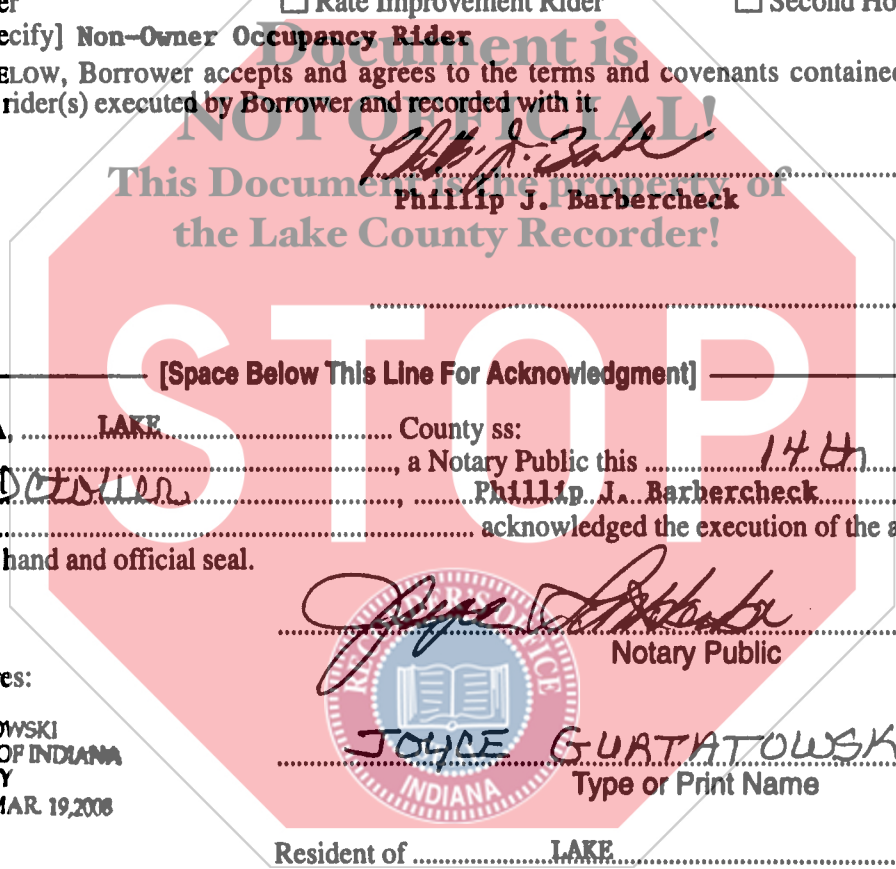 er ☐ Rate Improvement Rider ☐ Second Ho
ecify] Non-Owner Occupancy Rider
Document is
ELOW, Borrower accepts and agrees to the terms and covenants contained
rider(s) executed by Borrower and recorded with it.
NOT OFFICIAL!
This Document is the property of
Phillip J. Barbercheck
the Lake County Recorder!
STOP
[Space Below This Line For Acknowledgment]
A, LAKE County ss:
, a Notary Public this 14th
October, Phillip J. Barbercheck
acknowledged the execution of the a
hand and official seal.
RECORDER'S OFFICE
Notary Public
es:
OWSKI
OF INDIANA
Y
MAR. 19,2008
JOYCE GURTATOWSK
Type or Print Name
INDIANA
Resident of LAKE